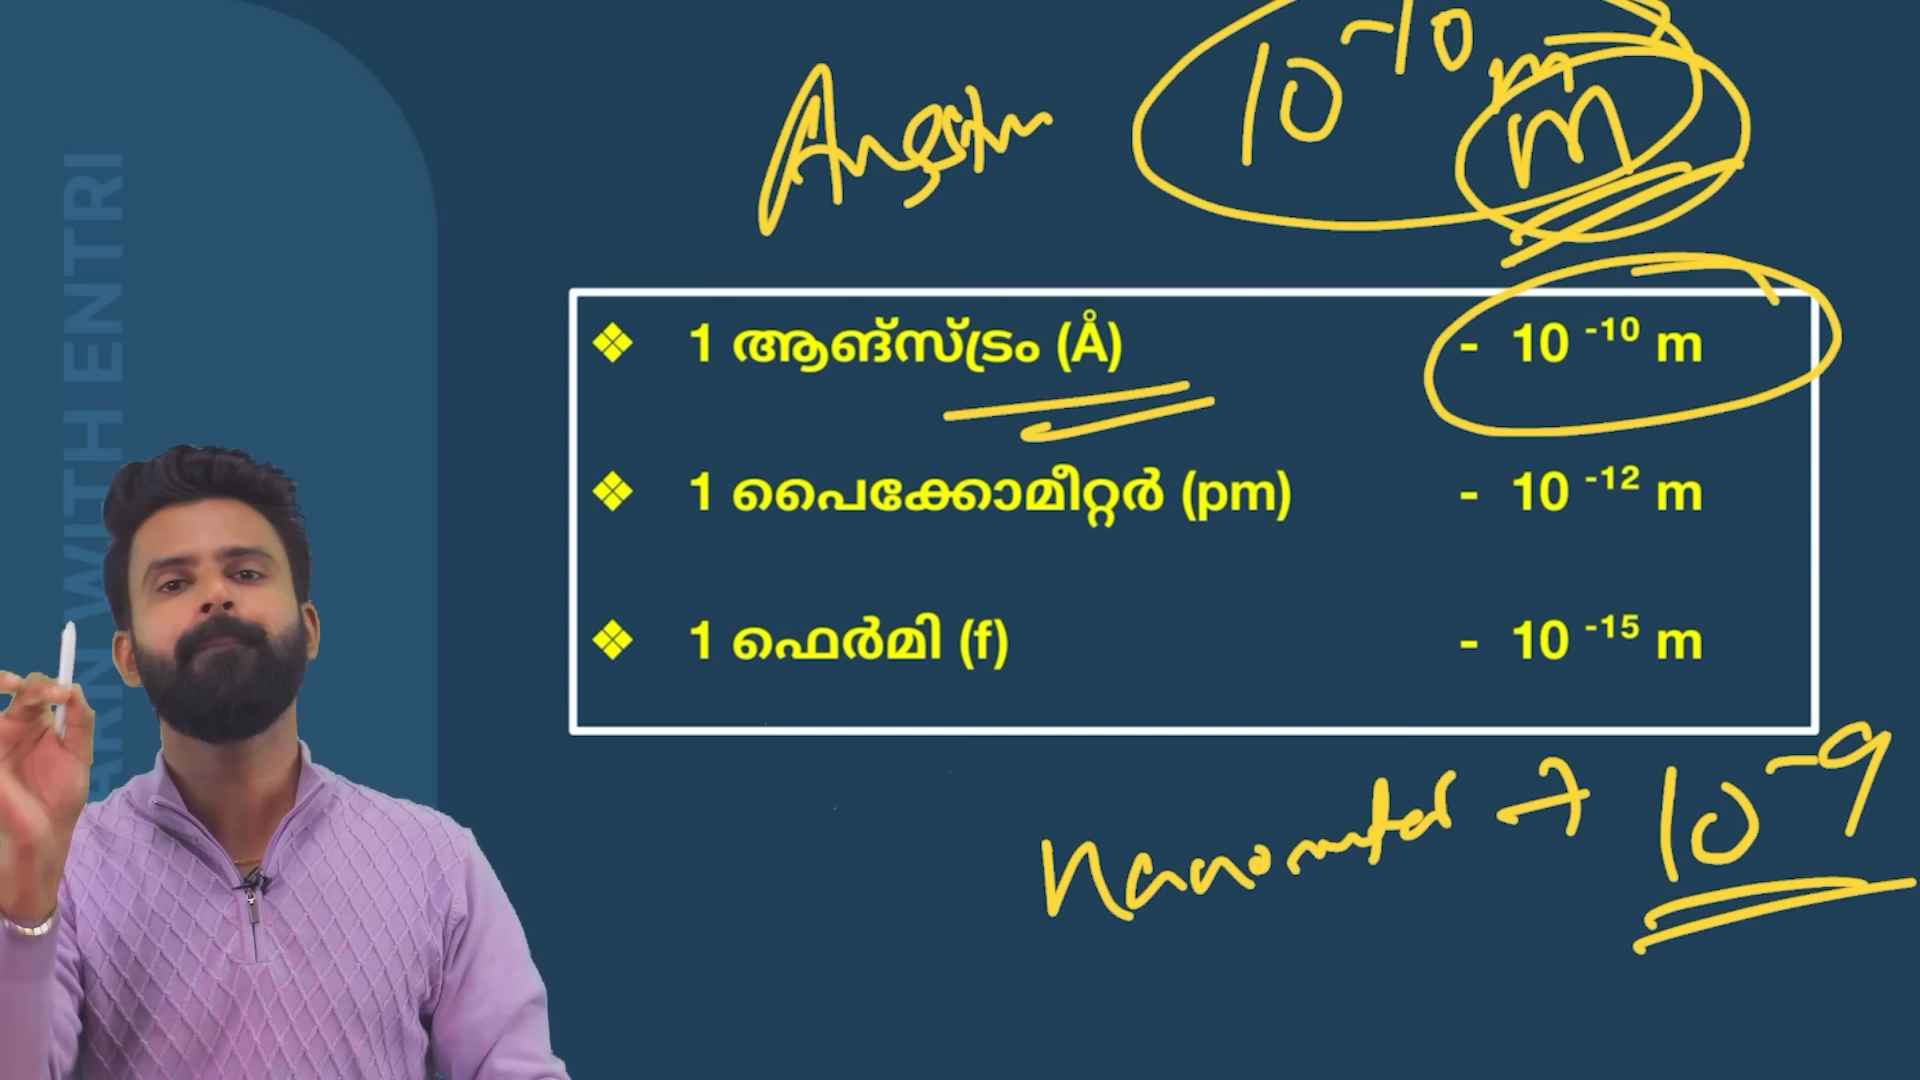 10⁻¹⁰ m
m
❖ 1 ആങ്സ്ട്രം (Å) - 10 ⁻¹⁰ m
❖ 1 പൈക്കോമീറ്റർ (pm) - 10 ⁻¹² m
❖ 1 ഫെർമി (f) - 10 ⁻¹⁵ m
Nanometer → 10⁻⁹
LEARN WITH ENTRI